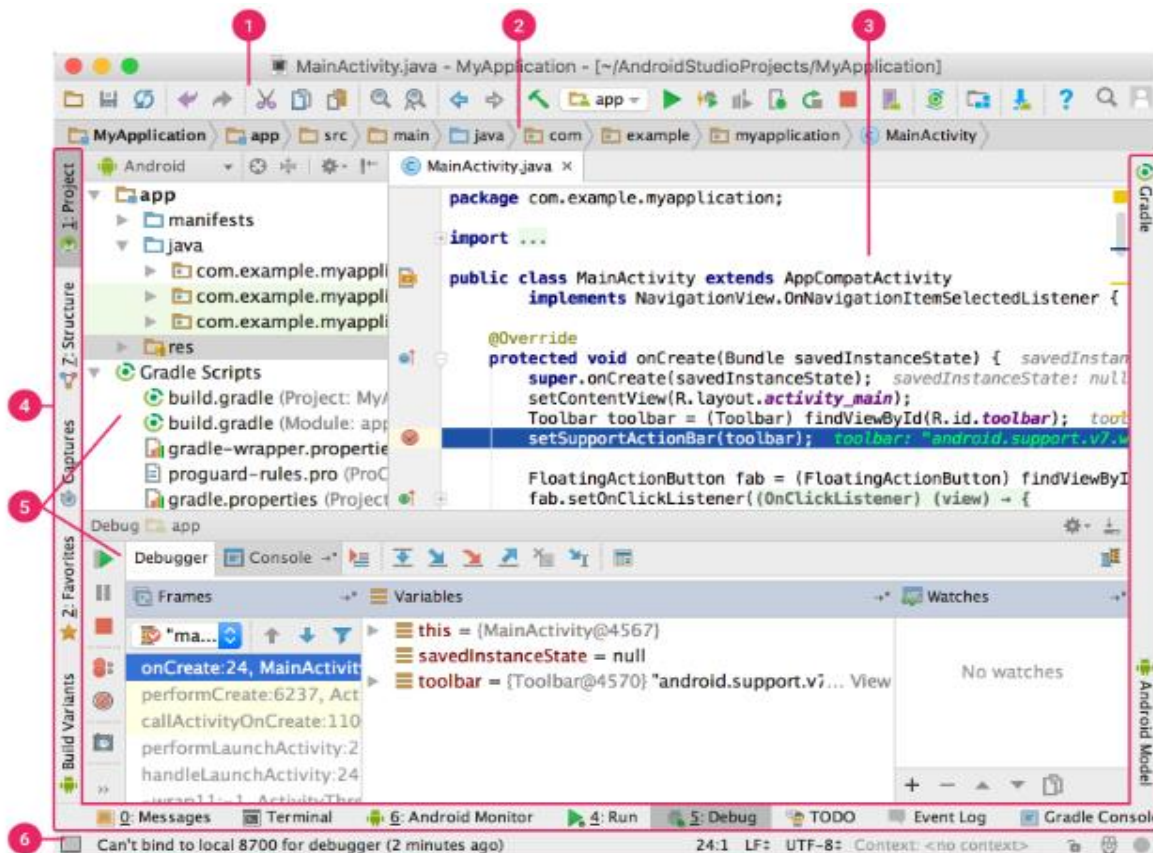 1
2
3
MainActivity.java - MyApplication - [~/AndroidStudioProjects/MyApplication]
app
MyApplication app src main java com example myapplication MainActivity
Android
MainActivity.java ×
1: Project
Z: Structure
4
Captures
5
2: Favorites
Build Variants
Gradle
Android Model
app
manifests
java
com.example.myappli
com.example.myappli
com.example.myappli
res
Gradle Scripts
build.gradle (Project: MyA
build.gradle (Module: app
gradle-wrapper.propertie
proguard-rules.pro (ProC
gradle.properties (Project
package com.example.myapplication;
import ...
public class MainActivity extends AppCompatActivity
implements NavigationView.OnNavigationItemSelectedListener {
@Override
protected void onCreate(Bundle savedInstanceState) { savedInstan
super.onCreate(savedInstanceState); savedInstanceState: null
setContentView(R.layout.activity_main);
Toolbar toolbar = (Toolbar) findViewById(R.id.toolbar); tool
setSupportActionBar(toolbar); toolbar: "android.support.v7.w
FloatingActionButton fab = (FloatingActionButton) findViewByI
fab.setOnClickListener((OnClickListener) (view) → {
Debug app
Debugger Console
Frames Variables Watches
"ma...
onCreate:24, MainActivit
performCreate:6237, Act
callActivityOnCreate:110
performLaunchActivity:2
handleLaunchActivity:24
-wrap11:-1, ActivityThre
this = {MainActivity@4567}
savedInstanceState = null
toolbar = {Toolbar@4570} "android.support.v7... View
No watches
0: Messages Terminal 6: Android Monitor 4: Run 5: Debug TODO Event Log Gradle Console
6
Can't bind to local 8700 for debugger (2 minutes ago) 24:1 LF÷ UTF-8÷ Context: <no context>